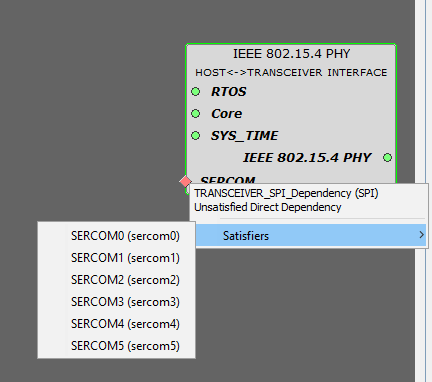 IEEE 802.15.4 PHY
HOST<->TRANSCEIVER INTERFACE
RTOS
Core
SYS_TIME
IEEE 802.15.4 PHY
SERCOM
TRANSCEIVER_SPI_Dependency (SPI)
Unsatisfied Direct Dependency
Satisfiers
SERCOM0 (sercom0)
SERCOM1 (sercom1)
SERCOM2 (sercom2)
SERCOM3 (sercom3)
SERCOM4 (sercom4)
SERCOM5 (sercom5)